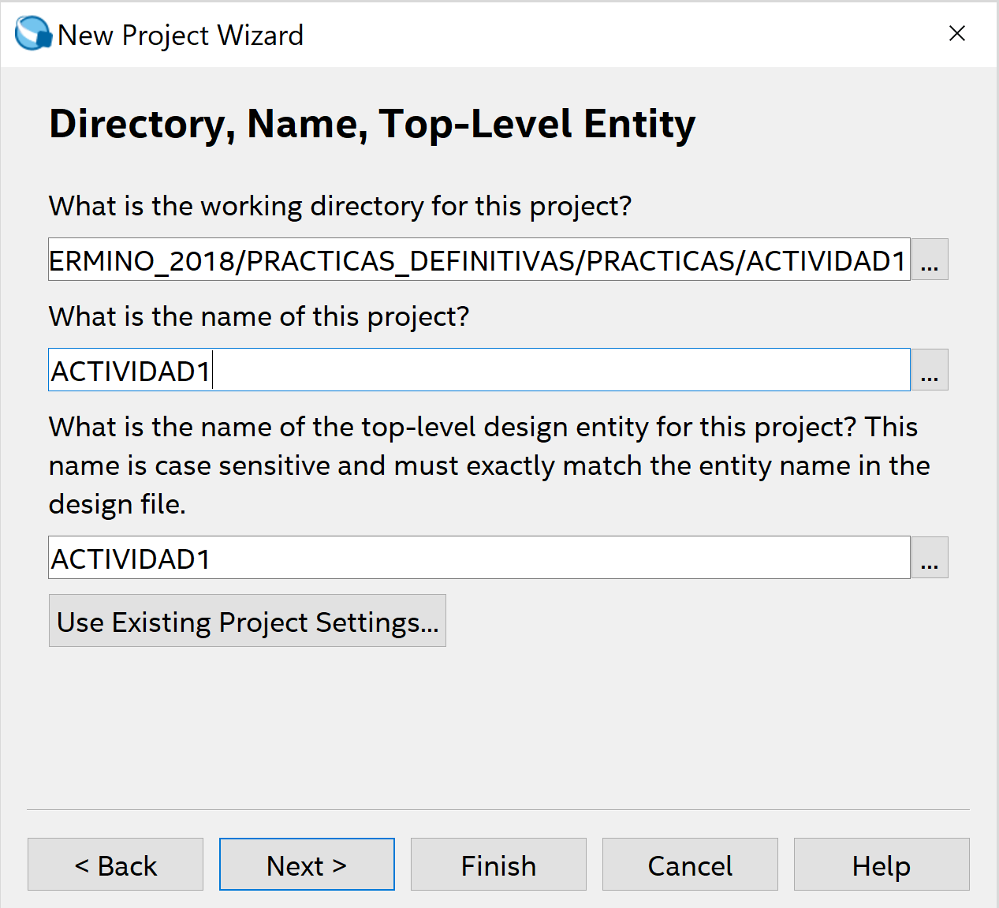 New Project Wizard
Directory, Name, Top-Level Entity
What is the working directory for this project?
ERMINO_2018/PRACTICAS_DEFINITIVAS/PRACTICAS/ACTIVIDAD1
...
What is the name of this project?
ACTIVIDAD1
...
What is the name of the top-level design entity for this project? This
name is case sensitive and must exactly match the entity name in the
design file.
ACTIVIDAD1
...
Use Existing Project Settings...
< Back
Next >
Finish
Cancel
Help